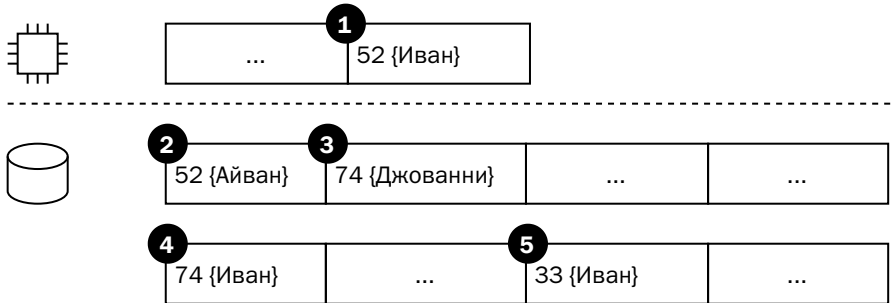 1
... 52 {Иван}
2 3
52 {Айван} 74 {Джованни} ... ...
4 5
74 {Иван} ... 33 {Иван} ...